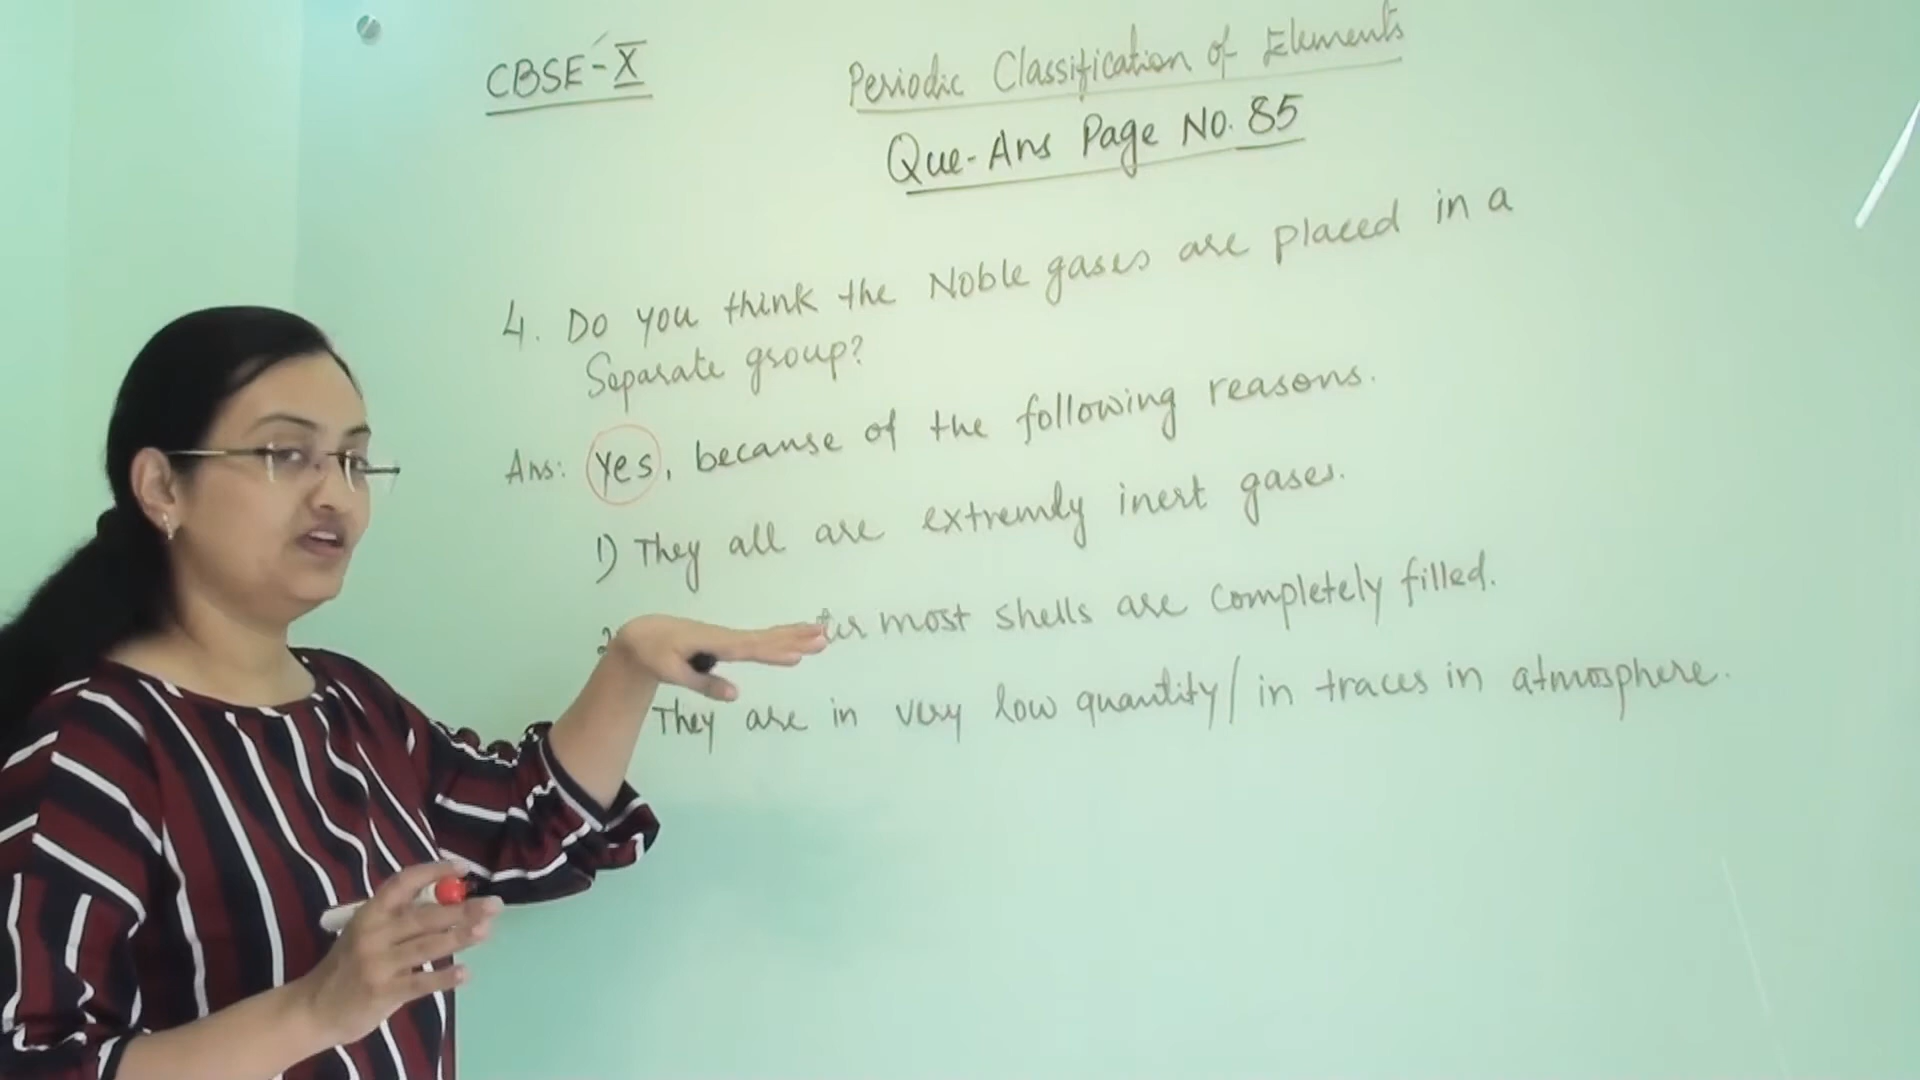 CBSE-X
Periodic Classification of Elements
Que-Ans Page No. 85
4. Do you think the Noble gases are placed in a
Separate group?
Ans: Yes, because of the following reasons.
1) They all are extremly inert gases.
most shells are completely filled.
They are in very low quantity/in traces in atmosphere.